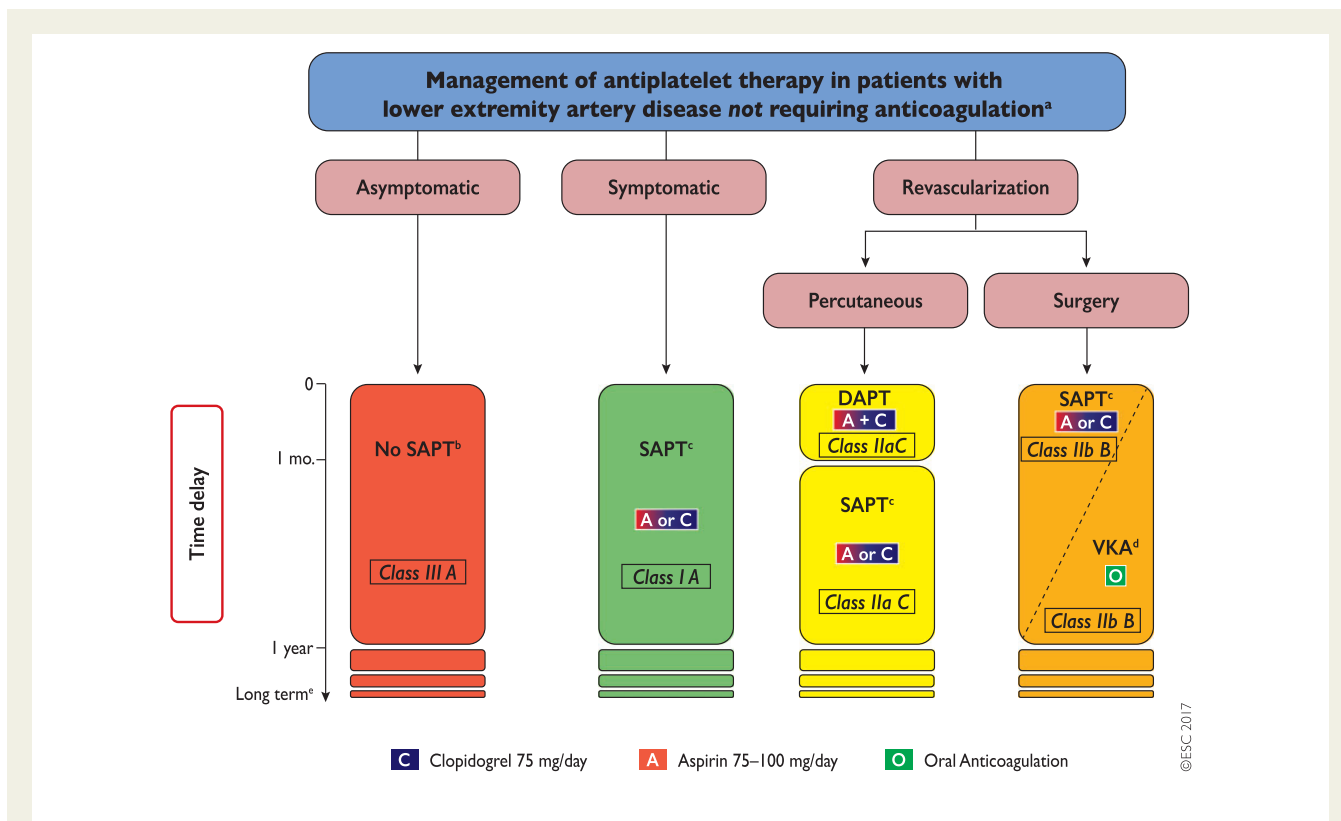 Management of antiplatelet therapy in patients with
lower extremity artery disease not requiring anticoagulationᵃ
Asymptomatic
Symptomatic
Revascularization
Percutaneous
Surgery
Time delay
0
1 mo.
1 year
Long termᵉ
No SAPTᵇ
Class III A
SAPTᶜ
A or C
Class I A
DAPT
A + C
Class IIaC
SAPTᶜ
A or C
Class IIa C
SAPTᶜ
A or C
Class IIb B
VKAᵈ
O
Class IIb B
C Clopidogrel 75 mg/day
A Aspirin 75–100 mg/day
O Oral Anticoagulation
©ESC 2017